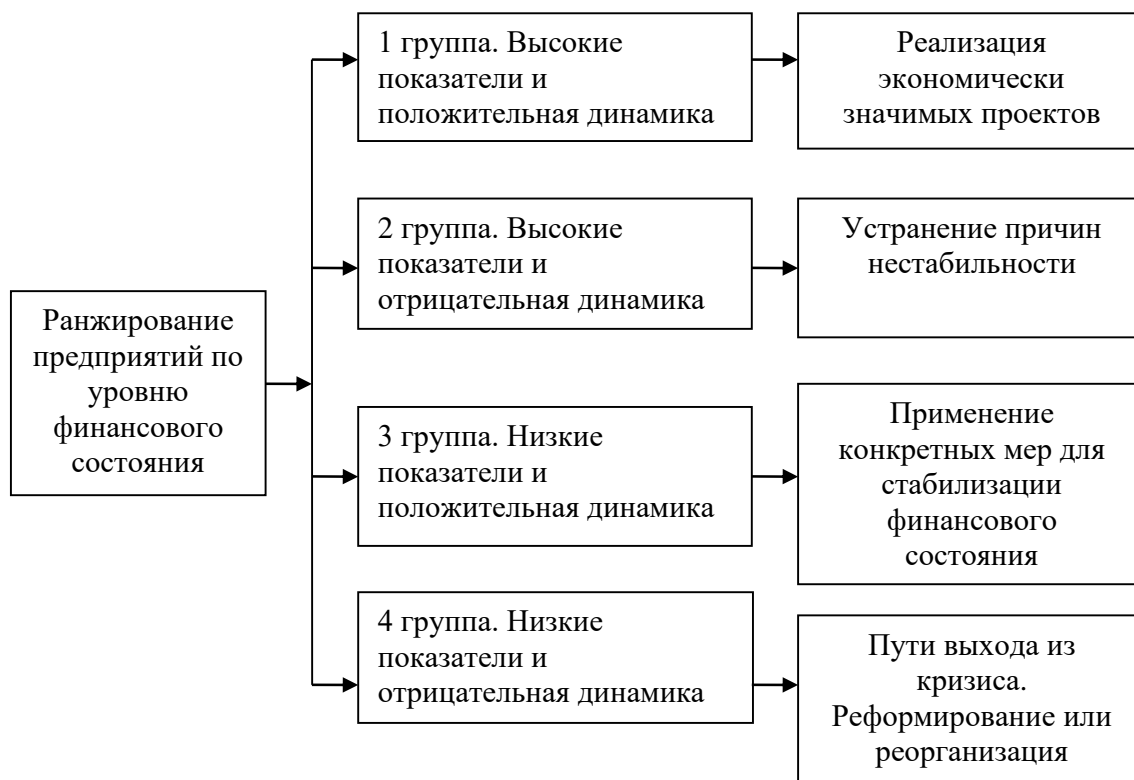 Ранжирование
предприятий по
уровню
финансового
состояния
1 группа. Высокие
показатели и
положительная динамика
Реализация
экономически
значимых проектов
2 группа. Высокие
показатели и
отрицательная динамика
Устранение причин
нестабильности
3 группа. Низкие
показатели и
положительная динамика
Применение
конкретных мер для
стабилизации
финансового
состояния
4 группа. Низкие
показатели и
отрицательная динамика
Пути выхода из
кризиса.
Реформирование или
реорганизация